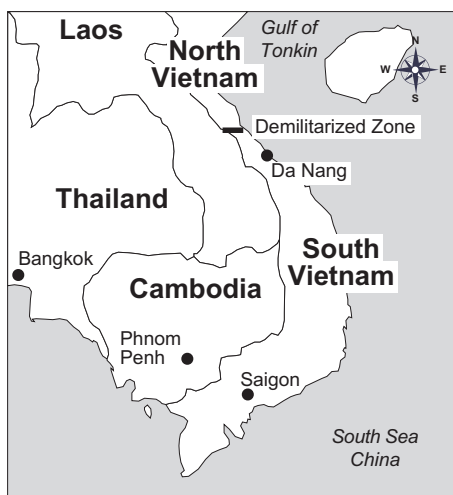 Laos
North
Vietnam
Gulf of
Tonkin
N
W
E
S
Demilitarized Zone
Da Nang
Thailand
South
Vietnam
Bangkok
Cambodia
Phnom
Penh
Saigon
South Sea
China